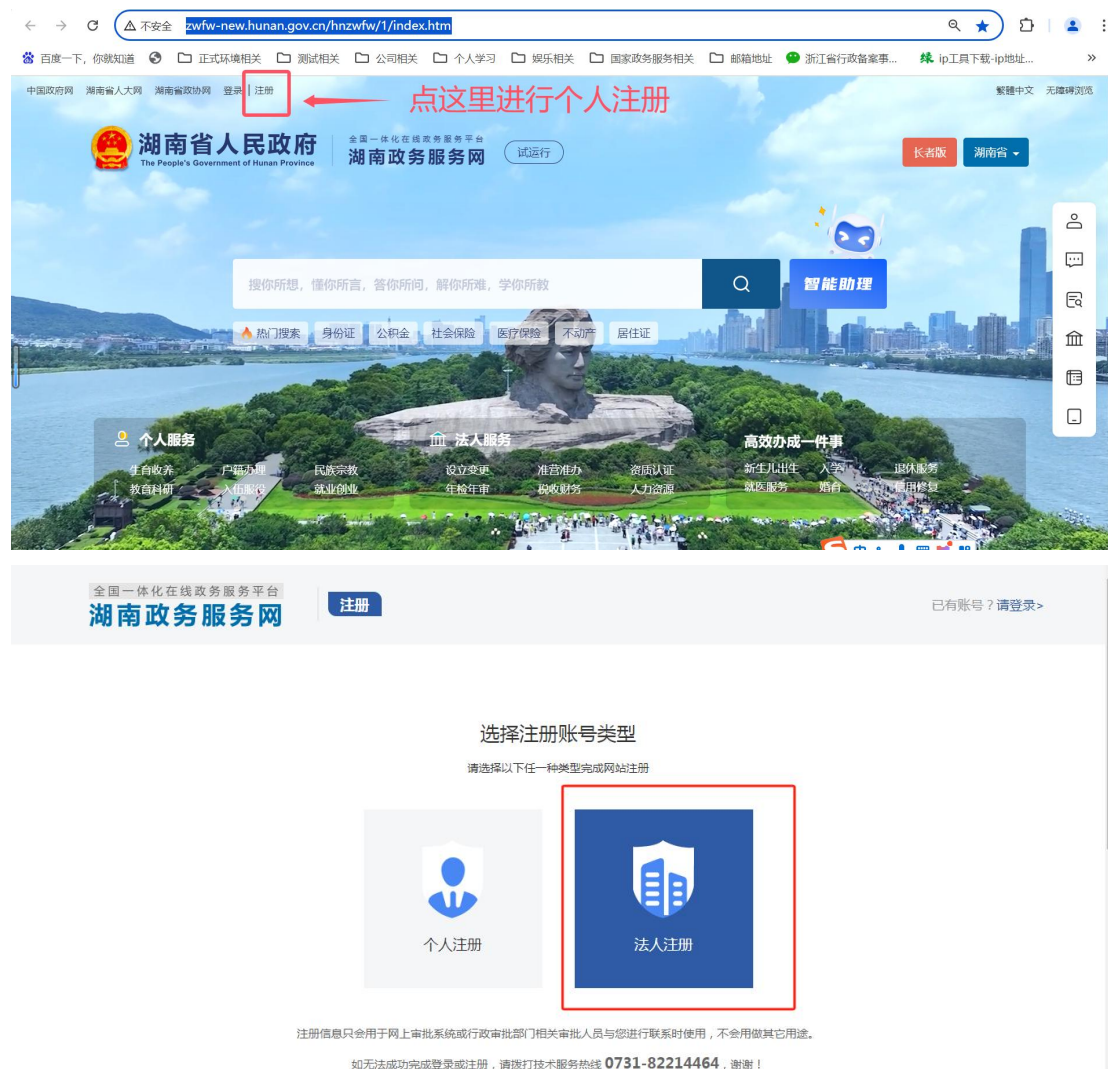 不安全 zwfw-new.hunan.gov.cn/hnzwfw/1/index.htm
百度一下，你就知道 正式环境相关 测试相关 公司相关 个人学习 娱乐相关 国家政务服务相关 邮箱地址 浙江省行政备案事... 绿 ip工具下载-ip地址... »
中国政府网 湖南省人大网 湖南省政协网 登录 | 注册 繁體中文 无障碍浏览
点这里进行个人注册
湖南省人民政府
The People's Government of Hunan Province
全国一体化在线政务服务平台
湖南政务服务网
试运行
长者版 湖南省
搜你所想，懂你所言，答你所问，解你所难，学你所教
智能助理
热门搜索 身份证 公积金 社会保险 医疗保险 不动产 居住证
个人服务 法人服务 高效办成一件事
生育收养 户籍办理 民族宗教 设立变更 准营准办 资质认证 新生儿出生 入学 退休服务
教育科研 入伍服役 就业创业 年检年审 税收财务 人力资源 就医服务 婚育 信用修复
中
全国一体化在线政务服务平台
湖南政务服务网
注册
已有账号？请登录>
选择注册账号类型
请选择以下任一种类型完成网站注册
个人注册 法人注册
注册信息只会用于网上审批系统或行政审批部门相关审批人员与您进行联系时使用，不会用做其它用途。
如无法成功完成登录或注册，请拨打技术服务热线 0731-82214464，谢谢！